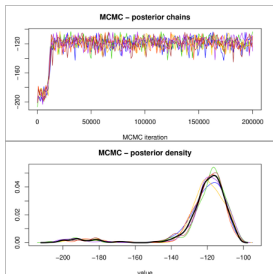 MCMC − posterior chains
−120
−160
−200
0 50000 100000 150000 200000
MCMC iteration
MCMC − posterior density
0.04
0.02
0.00
−200 −180 −160 −140 −120 −100
value